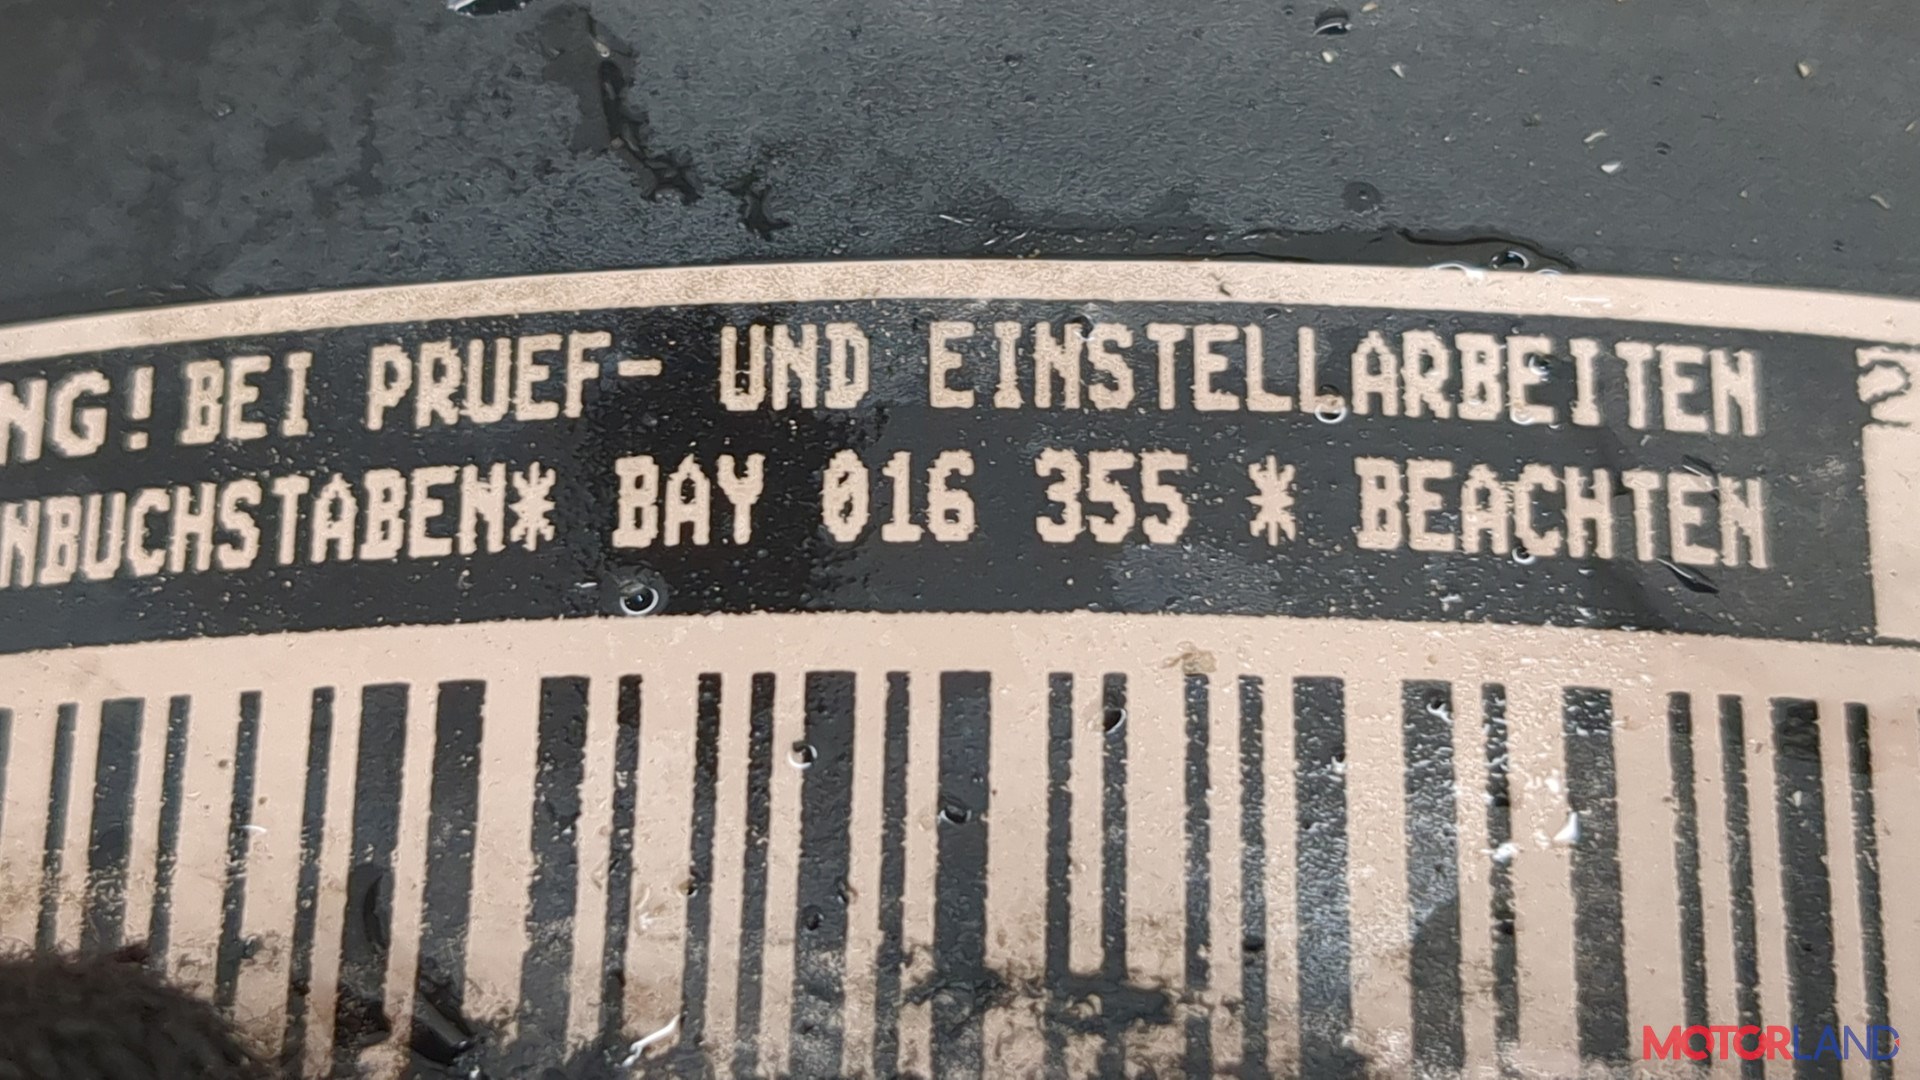 NG! BEI PRUEF- UND EINSTELLARBEITEN
NBUCHSTABEN* BAY 016 355 * BEACHTEN
MOTORLAND